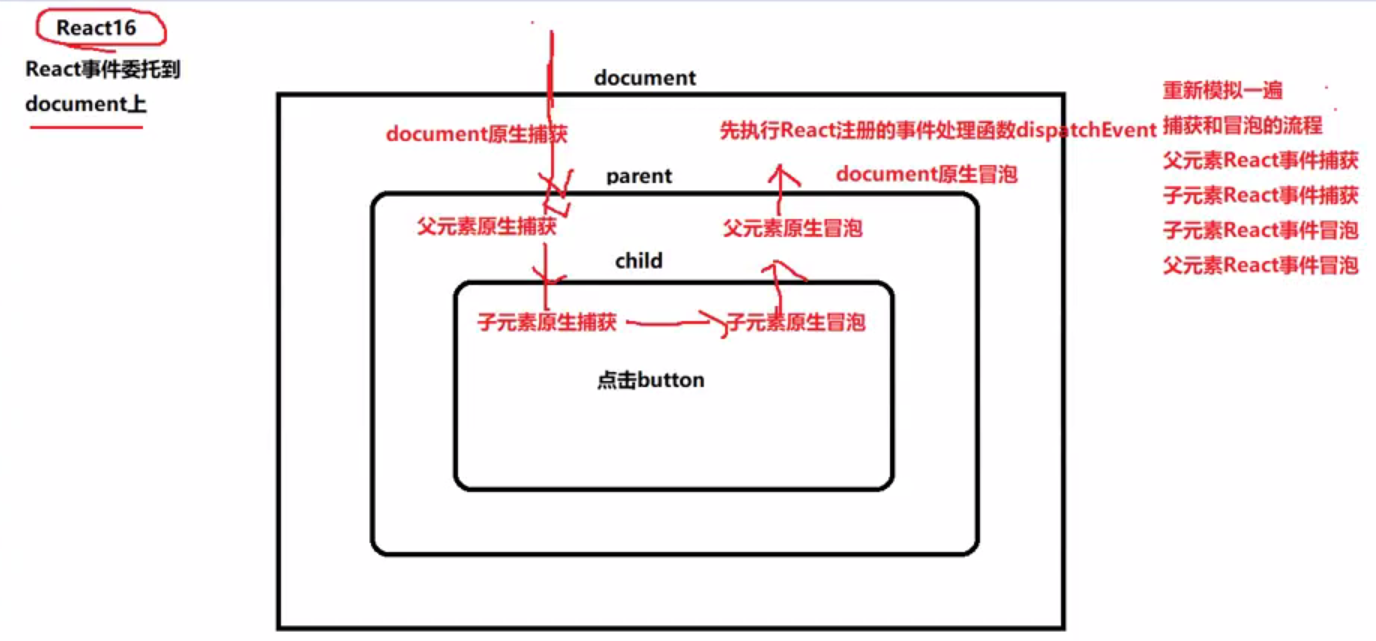 React16
React事件委托到
document上
document
document原生捕获
先执行React注册的事件处理函数dispatchEvent
document原生冒泡
parent
父元素原生捕获
父元素原生冒泡
child
子元素原生捕获
子元素原生冒泡
点击button
重新模拟一遍
捕获和冒泡的流程
父元素React事件捕获
子元素React事件捕获
子元素React事件冒泡
父元素React事件冒泡